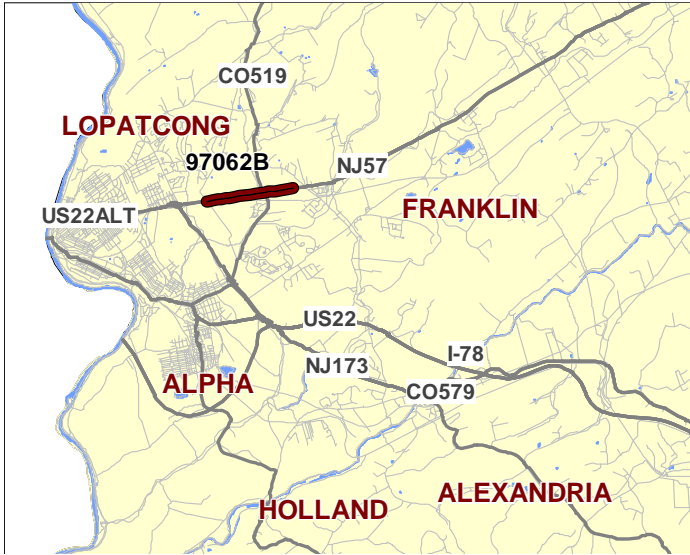 CO519
LOPATCONG
97062B
NJ57
US22ALT
FRANKLIN
US22
I-78
NJ173
ALPHA
CO579
ALEXANDRIA
HOLLAND